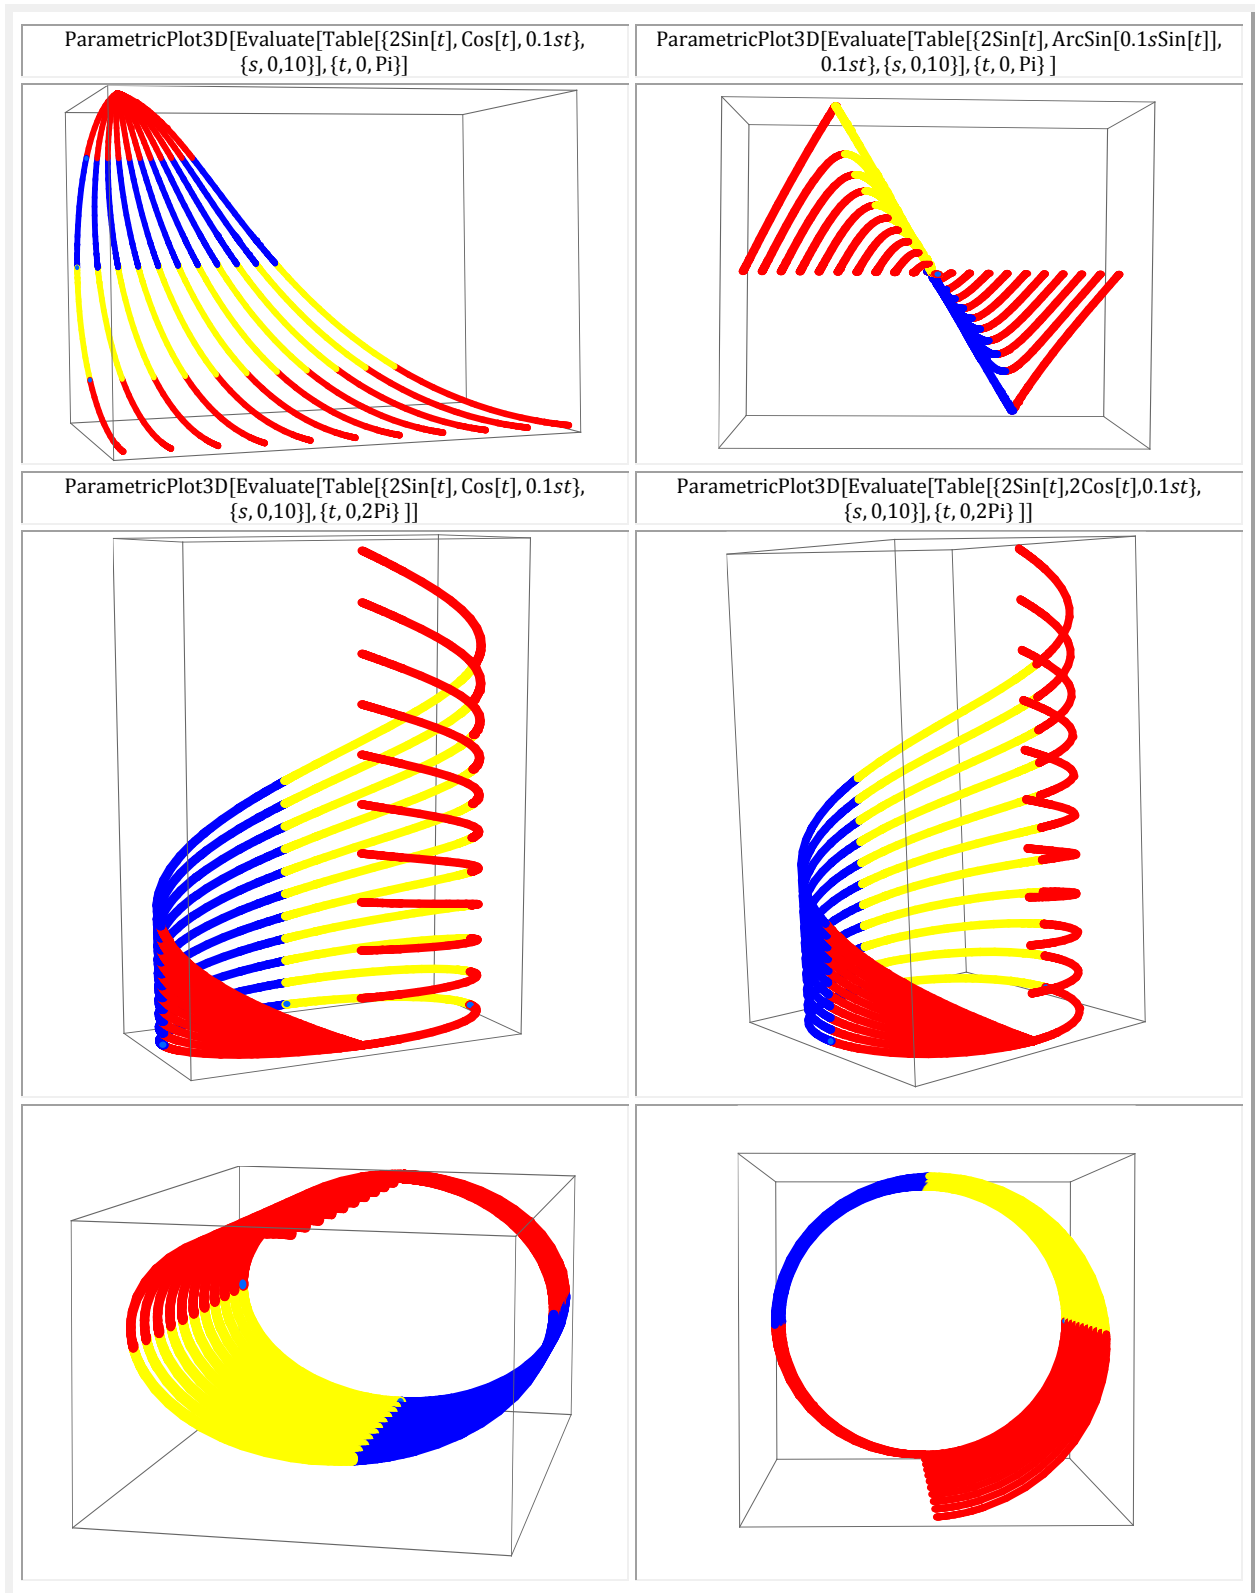 ParametricPlot3D[Evaluate[Table[{2Sin[t], Cos[t], 0.1st},
{s, 0,10}], {t, 0, Pi}]
ParametricPlot3D[Evaluate[Table[{2Sin[t], ArcSin[0.1sSin[t]],
0.1st}, {s, 0,10}], {t, 0, Pi} ]
ParametricPlot3D[Evaluate[Table[{2Sin[t], Cos[t], 0.1st},
{s, 0,10}], {t, 0,2Pi} ]]
ParametricPlot3D[Evaluate[Table[{2Sin[t],2Cos[t],0.1st},
{s, 0,10}], {t, 0,2Pi} ]]